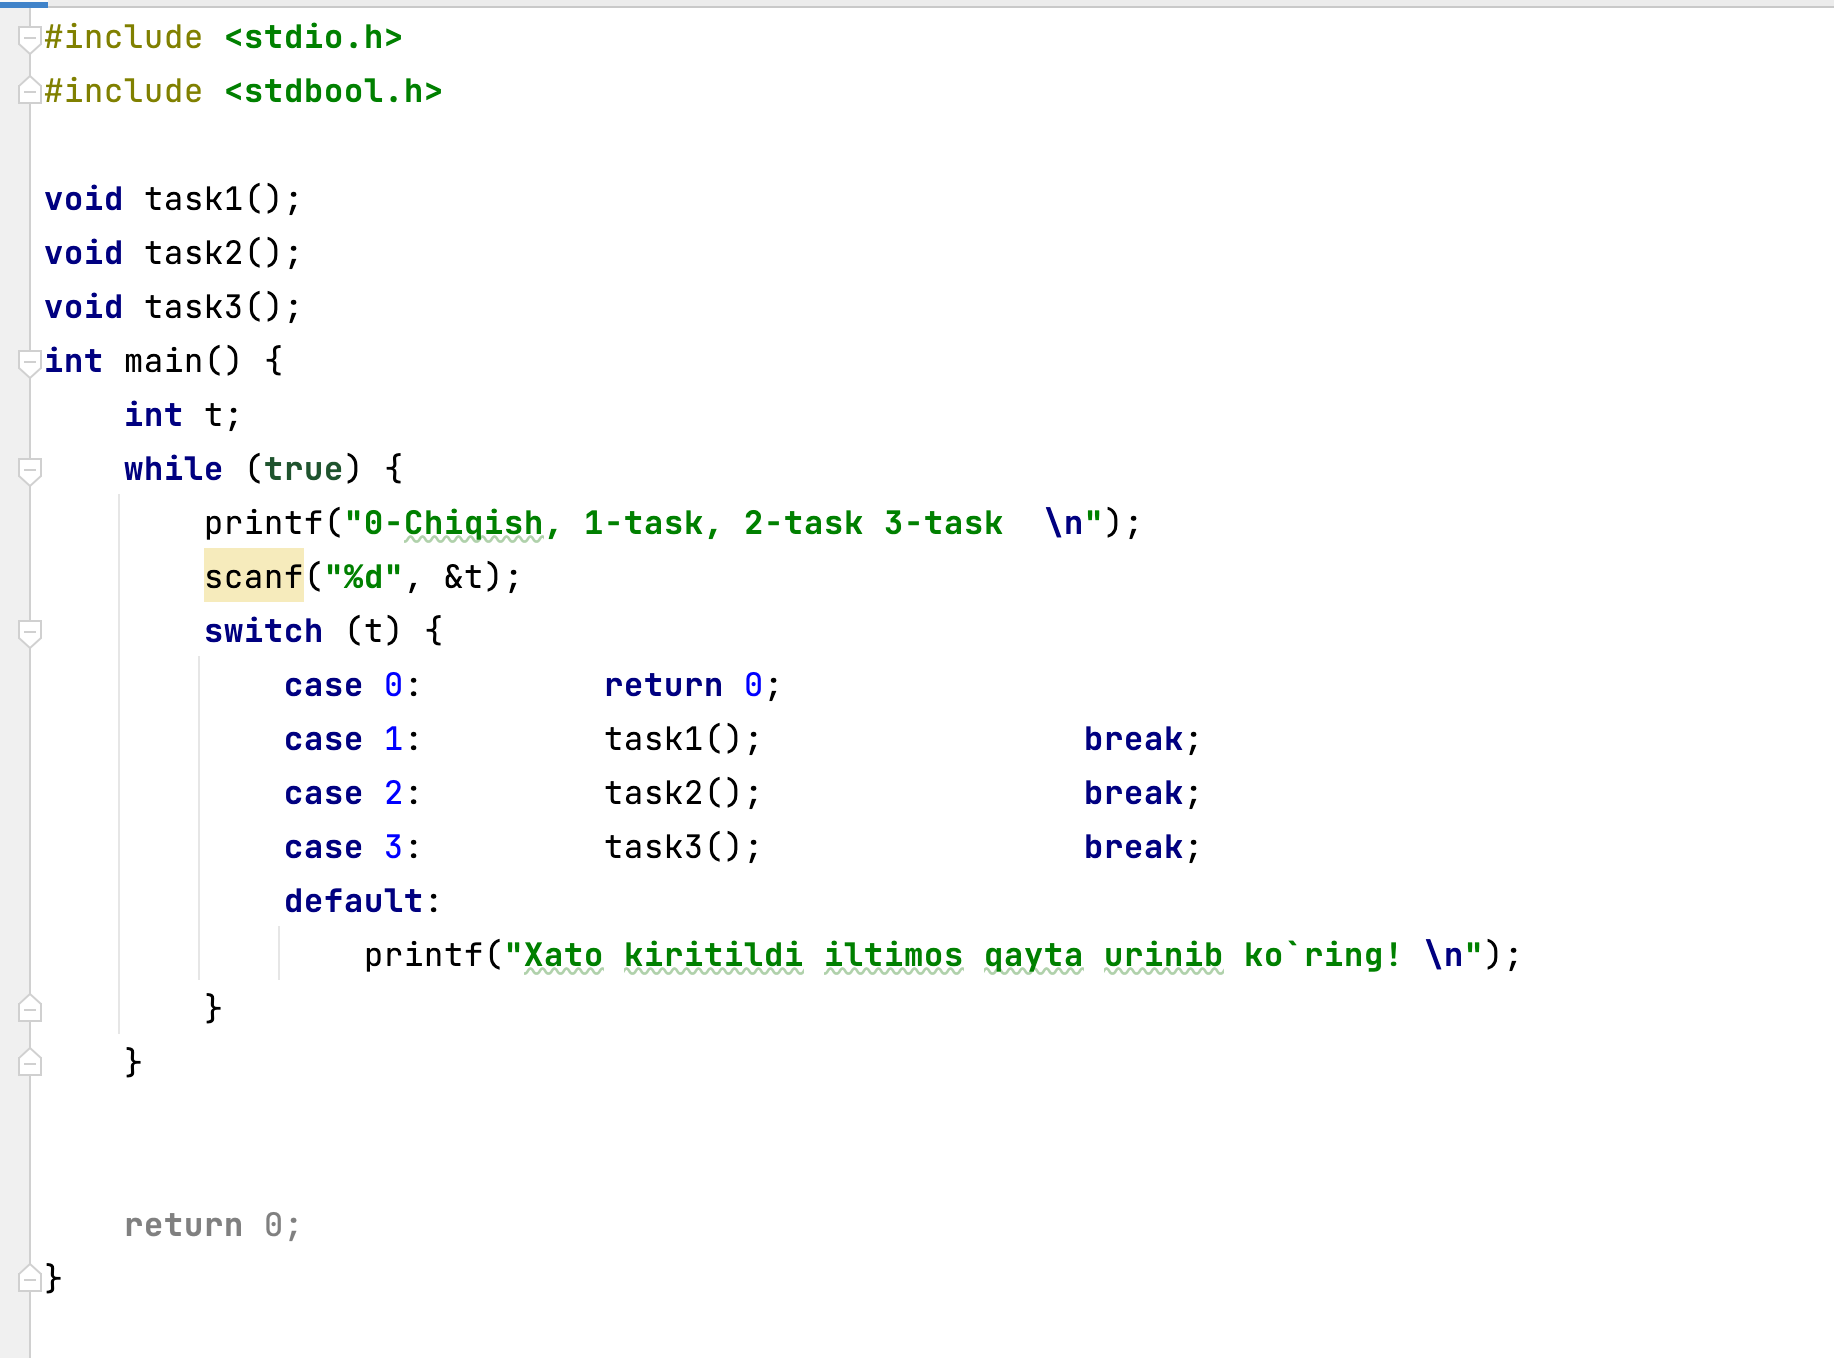 #include <stdio.h>
#include <stdbool.h>
void task1();
void task2();
void task3();
int main() {
    int t;
    while (true) {
        printf("0-Chiqish, 1-task, 2-task 3-task  \n");
        scanf("%d", &t);
        switch (t) {
            case 0:         return 0;
            case 1:         task1();                break;
            case 2:         task2();                break;
            case 3:         task3();                break;
            default:
                printf("Xato kiritildi iltimos qayta urinib ko`ring! \n");
        }
    }
    return 0;
}